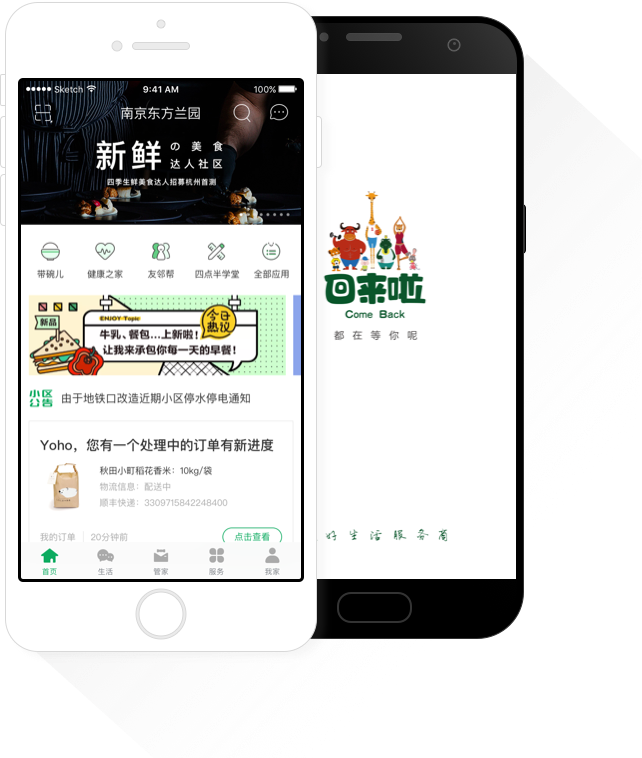 Sketch
9:41 AM
100%
南京东方兰园
新鲜
の美食
达人社区
四季生鲜美食达人招募杭州首测
带碗儿
健康之家
友邻帮
四点半学堂
全部应用
新品
ENJOY·Topic
今日
热议
牛乳、餐包...上新啦!
让我来承包你每一天的早餐!
小区
公告
由于地铁口改造近期小区停水停电通知
Yoho，您有一个处理中的订单有新进度
秋田小町稻花香米：10kg/袋
物流信息：配送中
顺丰快递：3309715842248400
我的订单
20分钟前
点击查看
首页
生活
管家
服务
我家
回来啦
Come Back
都在等你呢
好生活服务商